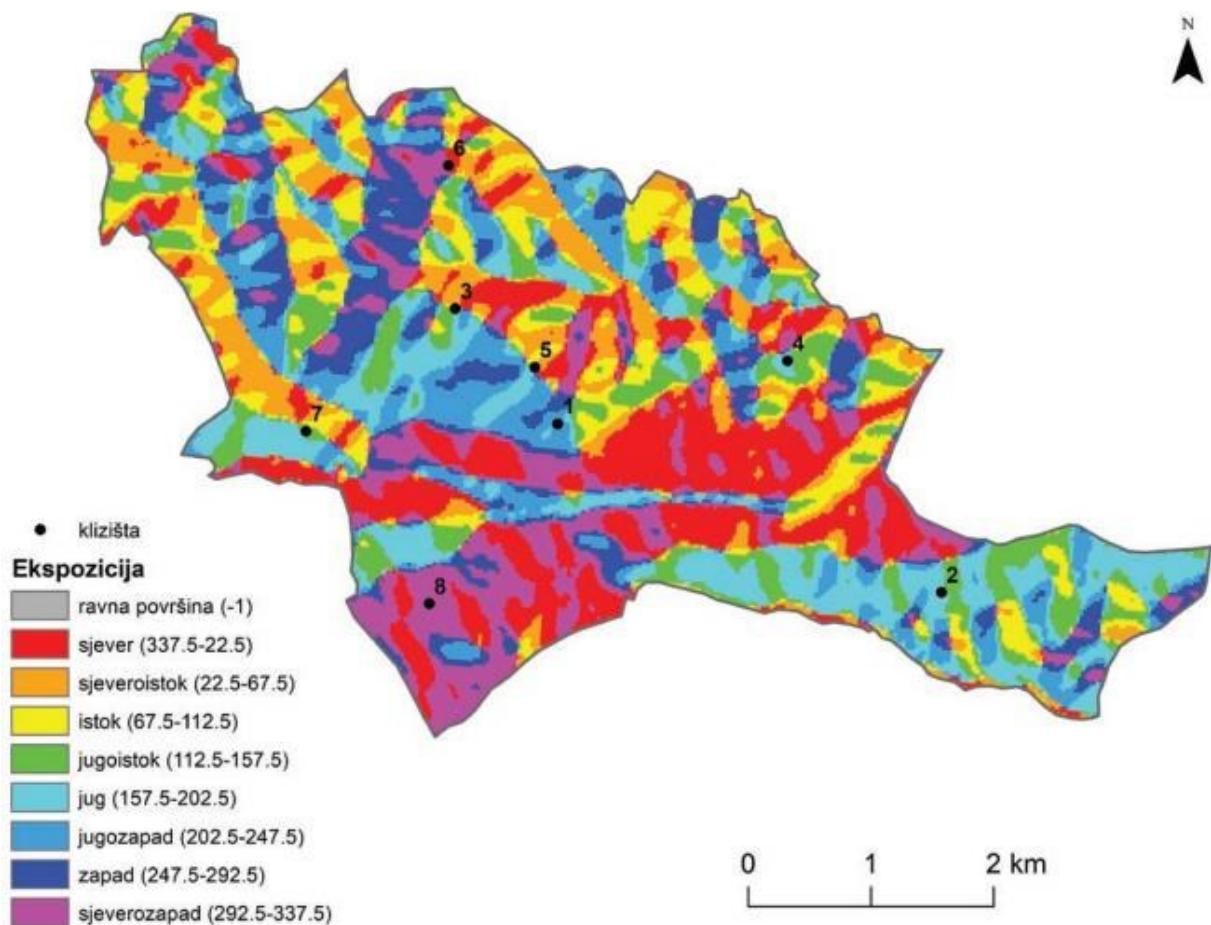 N
6
3
5
4
1
7
2
8
klizišta
Ekspozicija
ravna površina (-1)
sjever (337.5-22.5)
sjeveroistok (22.5-67.5)
istok (67.5-112.5)
jugoistok (112.5-157.5)
jug (157.5-202.5)
jugozapad (202.5-247.5)
zapad (247.5-292.5)
sjeverozapad (292.5-337.5)
0 1 2 km